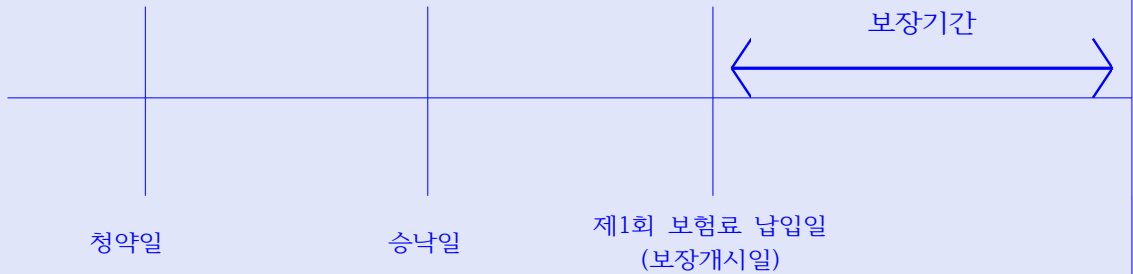 보장기간
청약일
승낙일
제1회 보험료 납입일
(보장개시일)